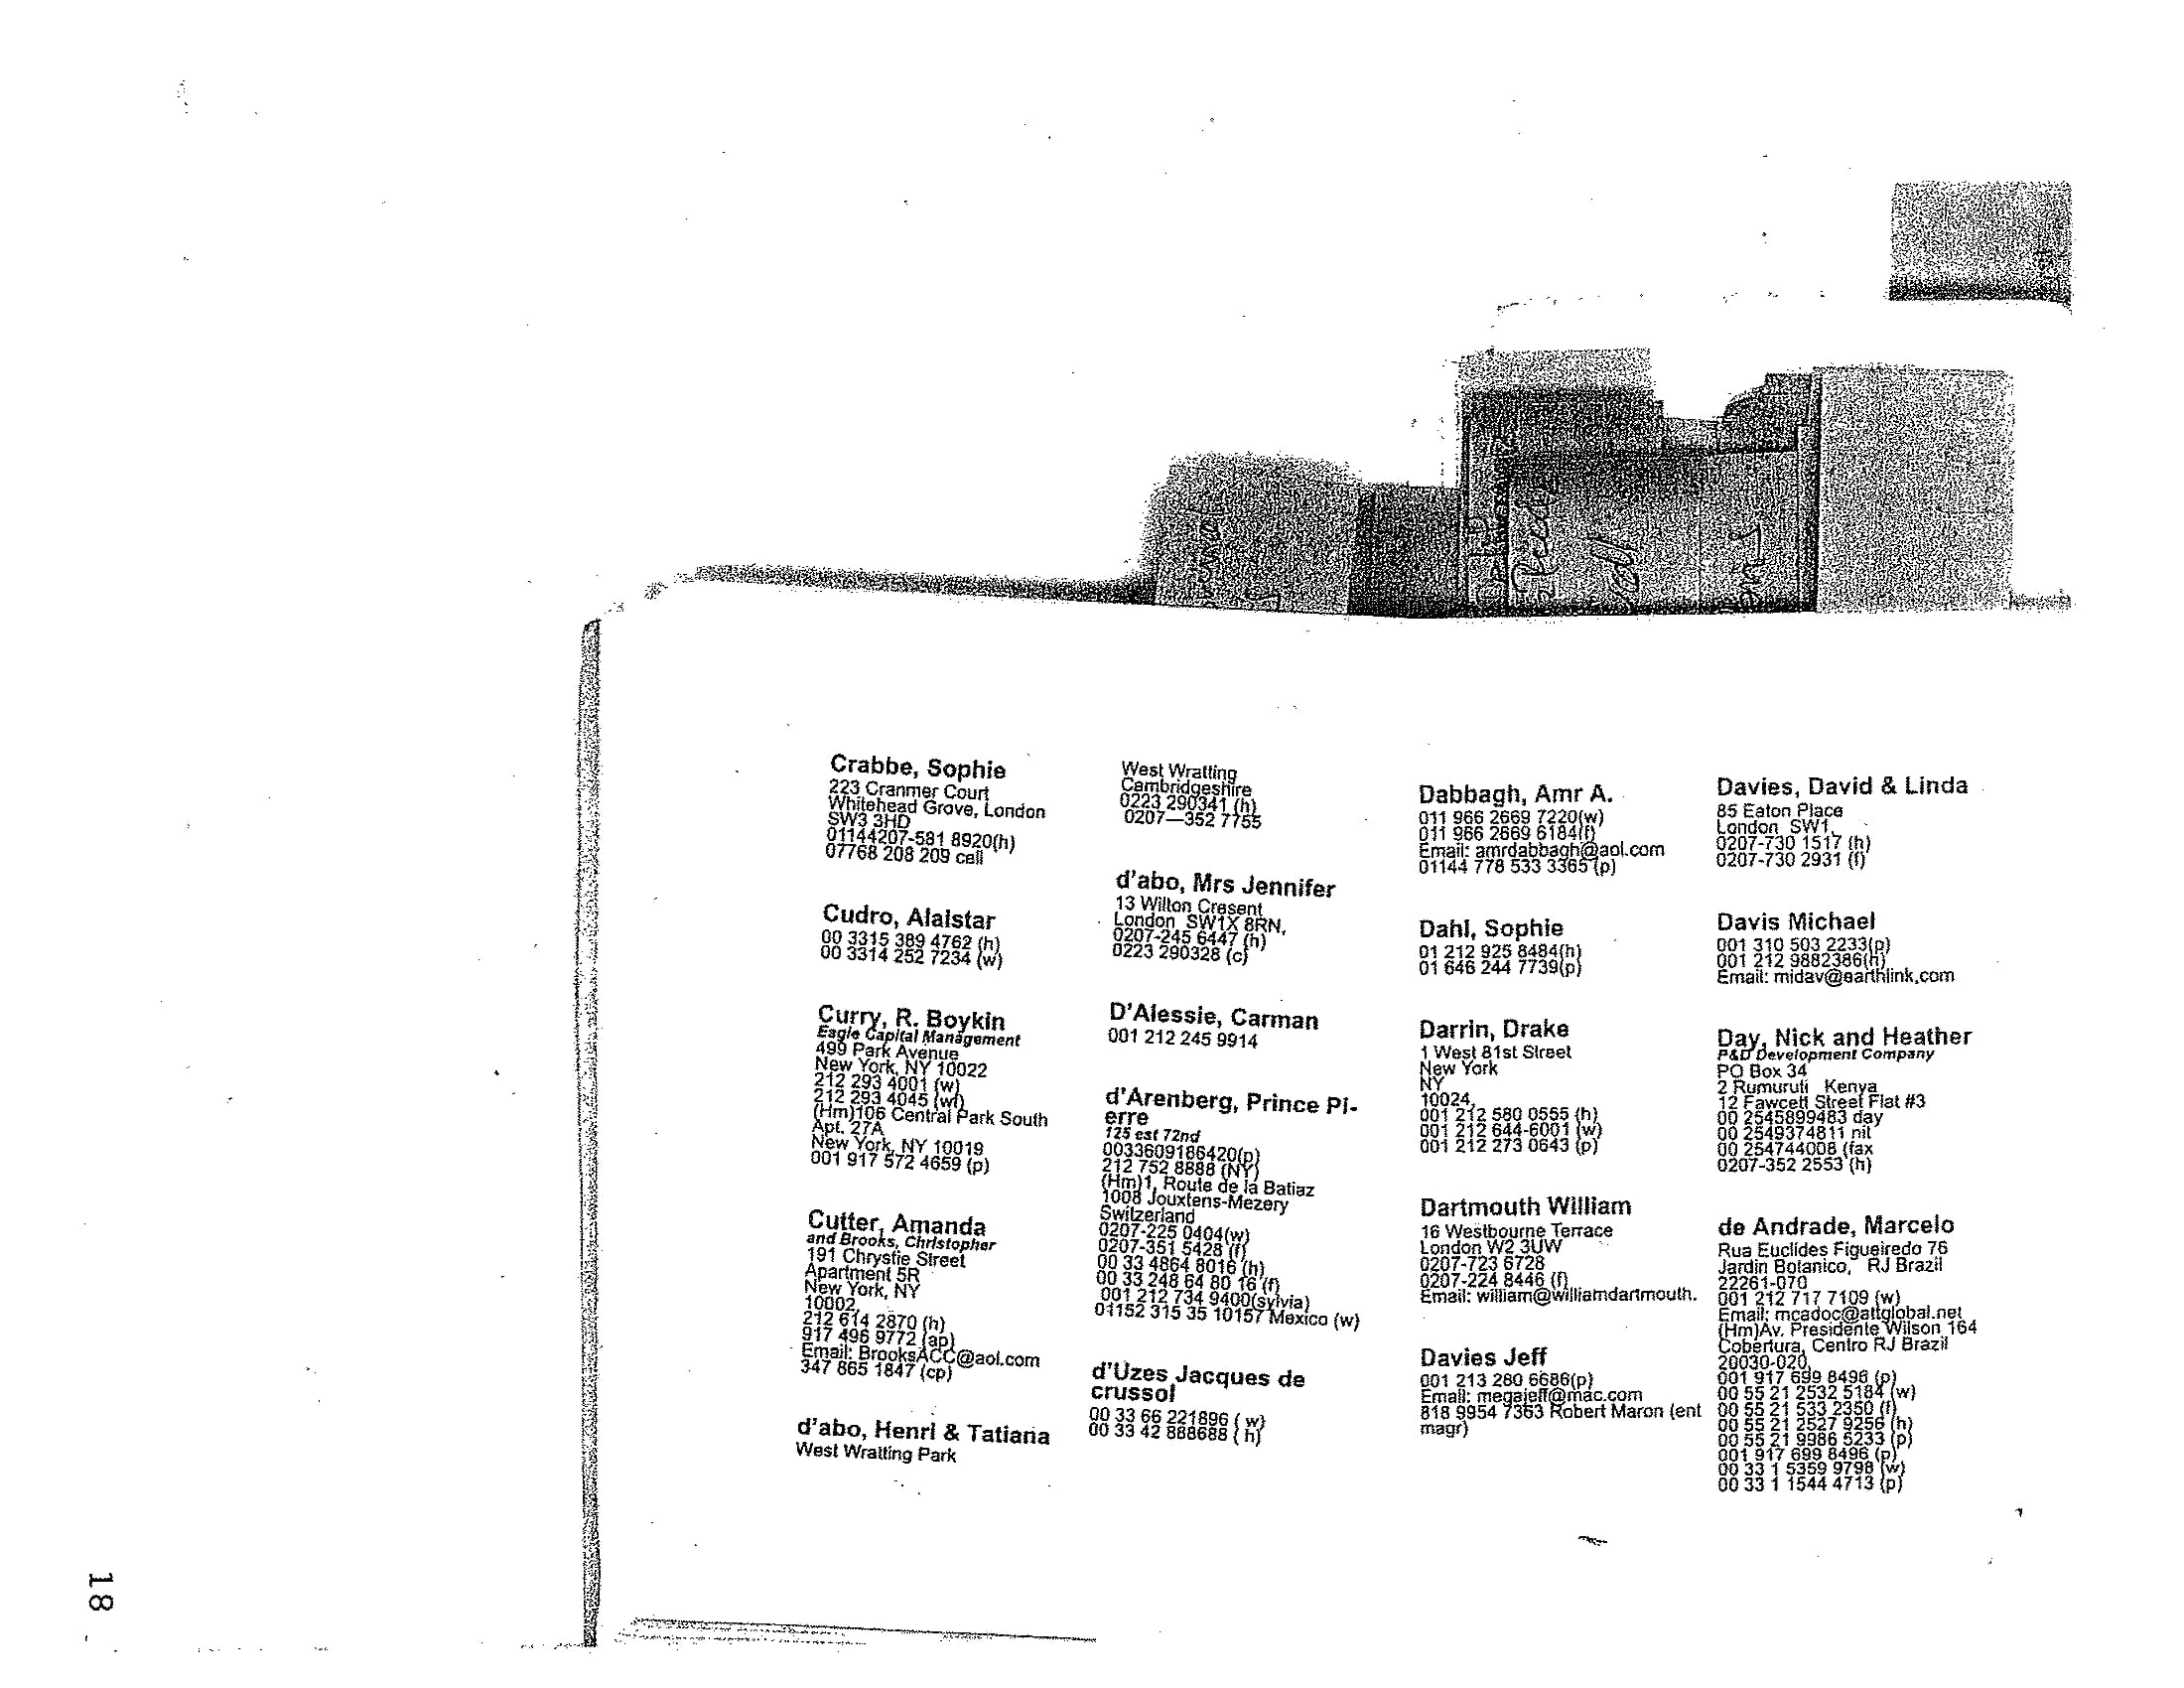 Crabbe, Sophie
223 Cranmer Court
Whitehead Grove, London
SW3 3HD
01144207-581 8920(h)
07768 208 209 cell
Cudro, Alalstar
00 3315 389 4762 (h)
00 3314 252 7234 (w)
Curry, R. Boykin
Eagle Capital Management
499 Park Avenue
New York, NY 10022
212 293 4001 (w)
212 293 4045 (wf)
(Hm)106 Central Park South
Apt. 27A
New York, NY 10019
001 917 572 4659 (p)
Cutter, Amanda
and Brooks, Christopher
191 Chrystie Street
Apartment 5R
New York, NY
10002,
212 614 2870 (h)
917 496 9772 (ap)
Email: BrooksACC@aol.com
347 865 1847 (cp)
d'abo, Henri & Tatiana
West Wratting Park
West Wratting
Cambridgeshire
0223 290341 (h)
0207—352 7755
d'abo, Mrs Jennifer
13 Wilton Cresent
London SW1X 8RN,
0207-245 6447 (h)
0223 290328 (c)
D'Alessie, Carman
001 212 245 9914
d'Arenberg, Prince Pi-
erre
125 est 72nd
0033609186420(p)
212 752 8888 (NY)
(Hm)1, Route de la Batiaz
1008 Jouxtens-Mezery
Switzerland
0207-225 0404(w)
0207-351 5428 (f)
00 33 4864 8016 (h)
00 33 248 64 80 16 (f)
001 212 734 9400(sylvia)
01152 315 35 10157 Mexico (w)
d'Uzes Jacques de
crussol
00 33 66 221896 ( w)
00 33 42 888688 ( h)
Dabbagh, Amr A.
011 966 2669 7220(w)
011 966 2669 6184(f)
Email: amrdabbagh@aol.com
01144 778 533 3365 (p)
Dahl, Sophie
01 212 925 8484(h)
01 646 244 7739(p)
Darrin, Drake
1 West 81st Street
New York
NY
10024,
001 212 580 0555 (h)
001 212 644-6001 (w)
001 212 273 0643 (p)
Dartmouth William
16 Westbourne Terrace
London W2 3UW
0207-723 6728
0207-224 8446 (f)
Email: william@williamdartmouth.
Davies Jeff
001 213 280 6686(p)
Email: megajeff@mac.com
818 9954 7363 Robert Maron (ent
magr)
Davies, David & Linda
85 Eaton Place
London SW1,
0207-730 1517 (h)
0207-730 2931 (f)
Davis Michael
001 310 503 2233(p)
001 212 9882386(h)
Email: midav@earthlink.com
Day, Nick and Heather
P&D Development Company
PO Box 34
2 Rumuruti Kenya
12 Fawcett Street Flat #3
00 2545899483 day
00 2549374811 nit
00 254744008 (fax
0207-352 2553 (h)
de Andrade, Marcelo
Rua Euclides Figueiredo 76
Jardin Botanico, RJ Brazil
22261-070
001 212 717 7109 (w)
Email: mcadoc@attglobal.net
(Hm)Av. Presidente Wilson 164
Cobertura, Centro RJ Brazil
20030-020,
001 917 699 8496 (p)
00 55 21 2532 5184 (w)
00 55 21 533 2350 (f)
00 55 21 2527 9256 (h)
00 55 21 9986 5233 (p)
001 917 699 8496 (p)
00 33 1 5359 9798 (w)
00 33 1 1544 4713 (p)
18